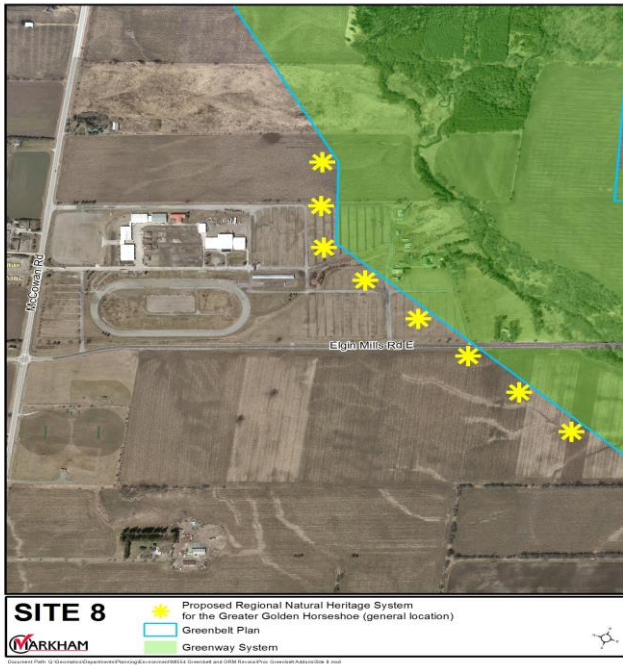 McCowan Rd
Elgin Mills Rd E
SITE 8
MARKHAM
Proposed Regional Natural Heritage System
for the Greater Golden Horseshoe (general location)
Greenbelt Plan
Greenway System